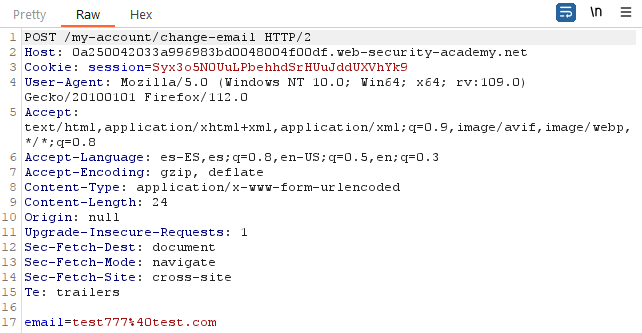 Pretty Raw Hex \n
1 POST /my-account/change-email HTTP/2
2 Host: 0a250042033a996983bd0048004f00df.web-security-academy.net
3 Cookie: session=Syx3o5NOUuLPbehhdSrHUuJddUXVhYk9
4 User-Agent: Mozilla/5.0 (Windows NT 10.0; Win64; x64; rv:109.0)
Gecko/20100101 Firefox/112.0
5 Accept:
text/html,application/xhtml+xml,application/xml;q=0.9,image/avif,image/webp,
*/*;q=0.8
6 Accept-Language: es-ES,es;q=0.8,en-US;q=0.5,en;q=0.3
7 Accept-Encoding: gzip, deflate
8 Content-Type: application/x-www-form-urlencoded
9 Content-Length: 24
10 Origin: null
11 Upgrade-Insecure-Requests: 1
12 Sec-Fetch-Dest: document
13 Sec-Fetch-Mode: navigate
14 Sec-Fetch-Site: cross-site
15 Te: trailers
16
17 email=test777%40test.com